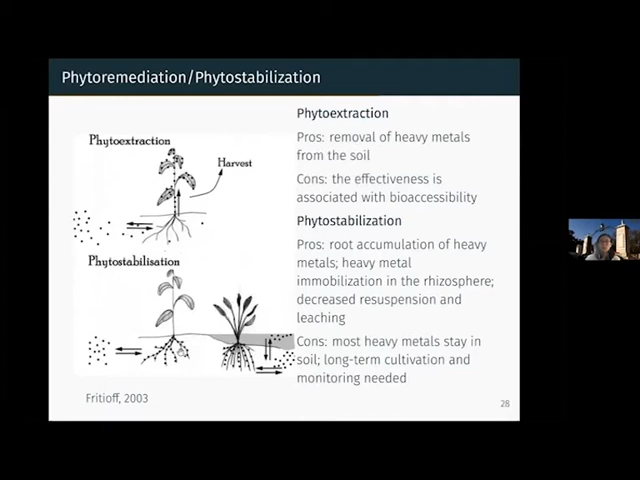 Phytoremediation/Phytostabilization
Phytoextraction
Harvest
Phytostabilisation
Fritioff, 2003
Phytoextraction
Pros: removal of heavy metals
from the soil
Cons: the effectiveness is
associated with bioaccessibility
Phytostabilization
Pros: root accumulation of heavy
metals; heavy metal
immobilization in the rhizosphere;
decreased resuspension and
leaching
Cons: most heavy metals stay in
soil; long-term cultivation and
monitoring needed
28